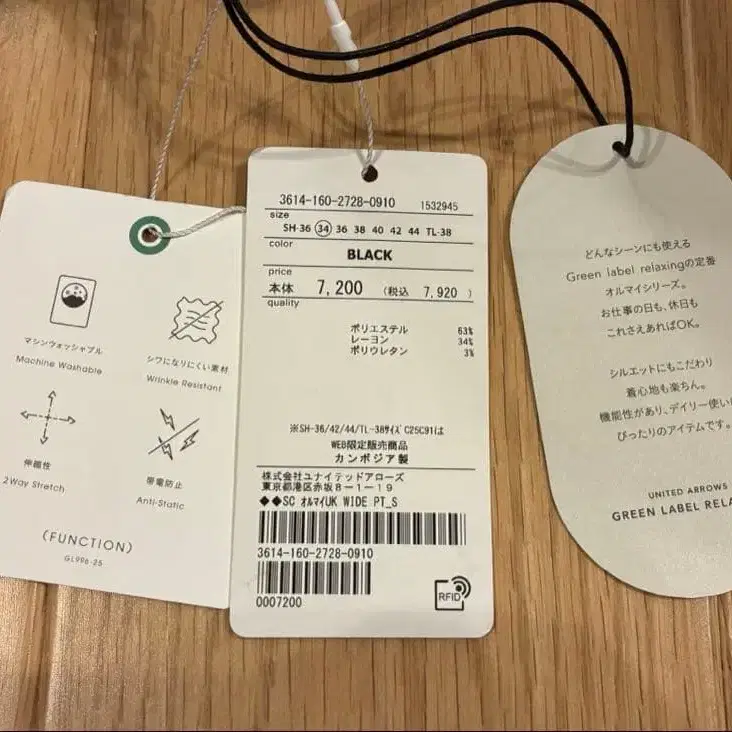 マシンウォッシャブル
Machine Washable
シワになりにくい素材
Wrinkle Resistant
伸縮性
2Way Stretch
帯電防止
Anti-Static
(FUNCTION)
GL996-25
3614-160-2728-0910 1532945
size
SH-36 34 36 38 40 42 44 TL-38
color
BLACK
price
本体 7,200 (税込 7,920)
quality
ポリエステル 63%
レーヨン 34%
ポリウレタン 3%
※SH-36/42/44/TL-38サイズ C25C91は
WEB限定販売商品
カンボジア製
株式会社ユナイテッドアローズ
東京都港区赤坂8-1-19
◆◆SC オルマイUK WIDE PT_S
3614-160-2728-0910
0007200
RFID
どんなシーンにも使える
Green label relaxingの定番
オルマイシリーズ。
お仕事の日も、休日も
これさえあればOK。
シルエットにもこだわり
着心地も楽ちん。
機能性があり、デイリー使い
ぴったりのアイテムです。
UNITED ARROWS
GREEN LABEL RELA